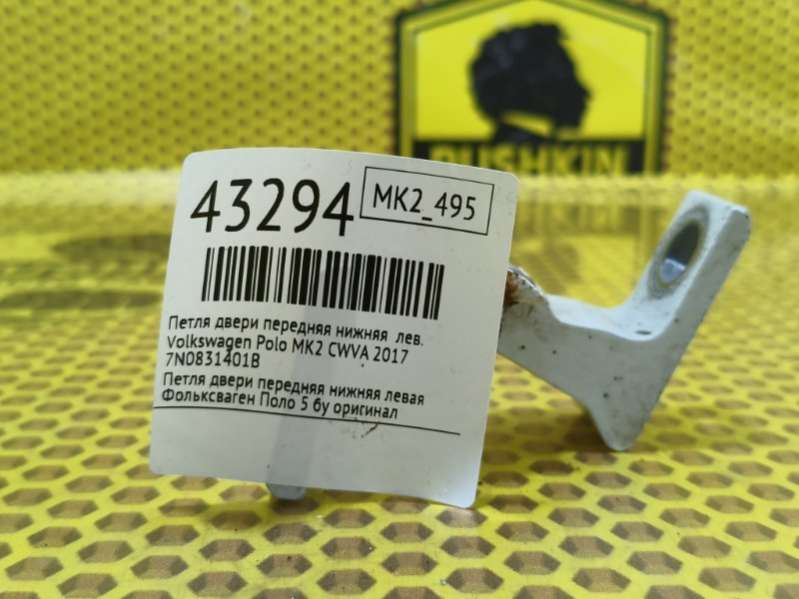 PUSHKIN
43294
MK2_495
Петля двери передняя нижняя лев.
Volkswagen Polo MK2 CWVA 2017
7N0831401B
Петля двери передняя нижняя левая
Фольксваген Поло 5 бу оригинал